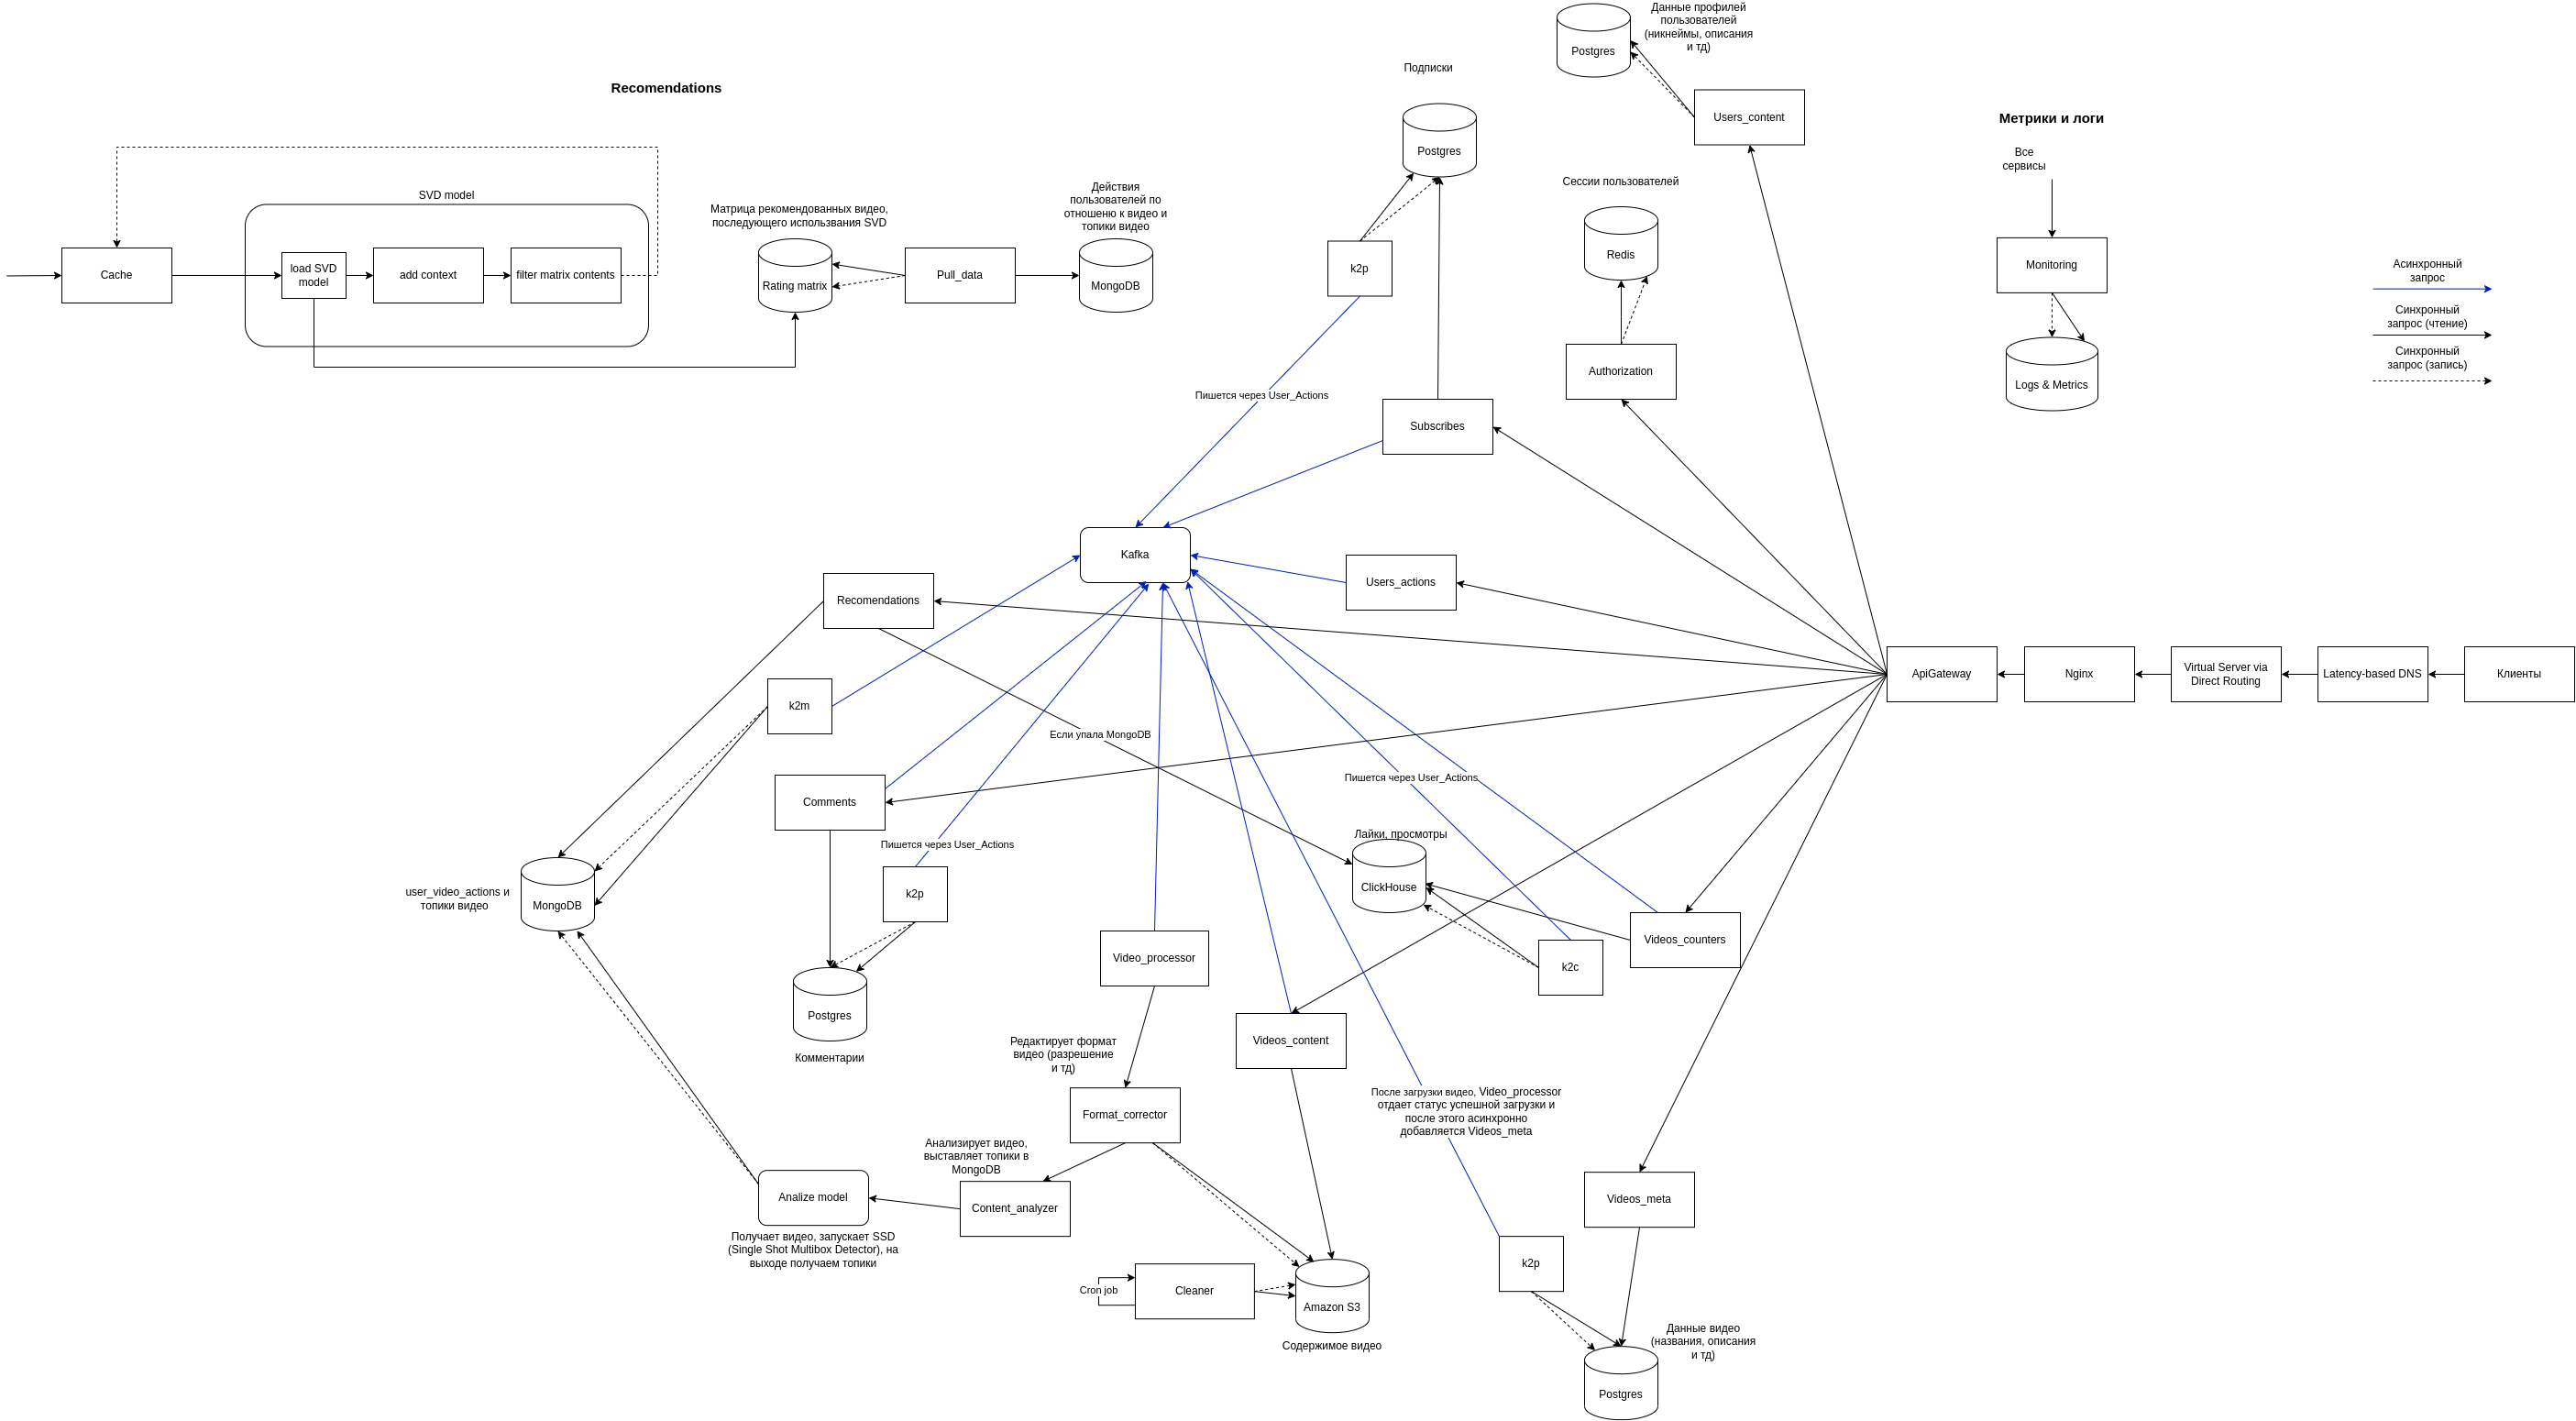 Recomendations
SVD model
Cache
load SVD
model
add context
filter matrix contents
Матрица рекомендованных видео,
последующего использвания SVD
Rating matrix
Pull_data
Действия
пользователей по
отношеню к видео и
топики видео
MongoDB
Подписки
Postgres
k2p
Пишется через User_Actions
Subscribes
Postgres
Данные профилей
пользователей
(никнеймы, описания
и тд)
Users_content
Сессии пользователей
Redis
Authorization
Метрики и логи
Все
сервисы
Monitoring
Logs & Metrics
Асинхронный
запрос
Синхронный
запрос (чтение)
Синхронный
запрос (запись)
Kafka
Users_actions
Recomendations
k2m
Если упала MongoDB
ApiGateway
Nginx
Virtual Server via
Direct Routing
Latency-based DNS
Клиенты
Comments
Пишется через User_Actions
k2p
Postgres
Комментарии
user_video_actions и
топики видео
MongoDB
Пишется через User_Actions
Лайки, просмотры
ClickHouse
k2c
Videos_counters
Video_processor
Videos_content
Редактирует формат
видео (разрешение
и тд)
Format_corrector
После загрузки видео, Video_processor
отдает статус успешной загрузки и
после этого асинхронно
добавляется Videos_meta
Анализирует видео,
выставляет топики в
MongoDB
Content_analyzer
Analize model
Получает видео, запускает SSD
(Single Shot Multibox Detector), на
выходе получаем топики
Cron job
Cleaner
Amazon S3
Содержимое видео
Videos_meta
k2p
Данные видео
(названия, описания
и тд)
Postgres